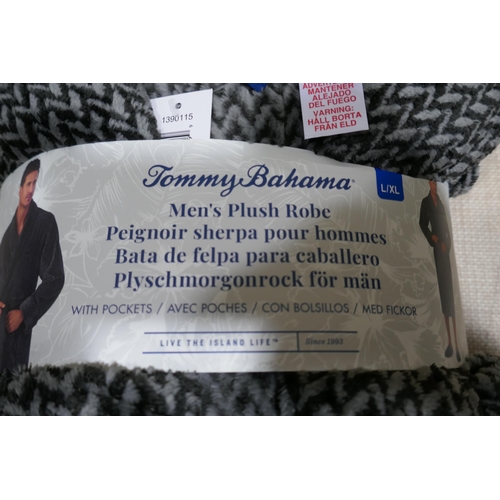 1390115
ADVERTENCIA:
MANTENER
ALEJADO
DEL FUEGO
VARNING:
HÅLL BORTA
FRÅN ELD
Tommy Bahama®
L/XL
Men's Plush Robe
Peignoir sherpa pour hommes
Bata de felpa para caballero
Plyschmorgonrock för män
WITH POCKETS / AVEC POCHES / CON BOLSILLOS / MED FICKOR
LIVE THE ISLAND LIFE™ Since 1993